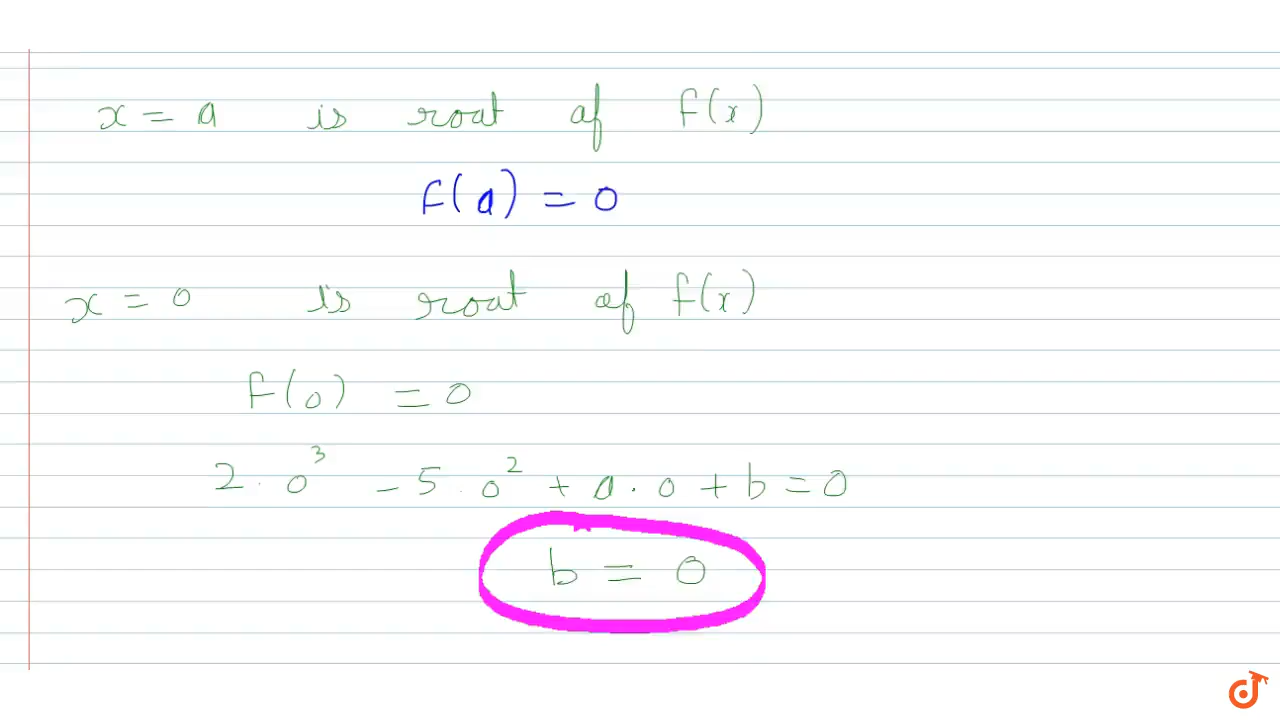 x = a is root of f(x)
f(a) = 0
x = 0 is root of f(x)
f(0) = 0
2 · 0³ - 5 · 0² + a · 0 + b = 0
b = 0